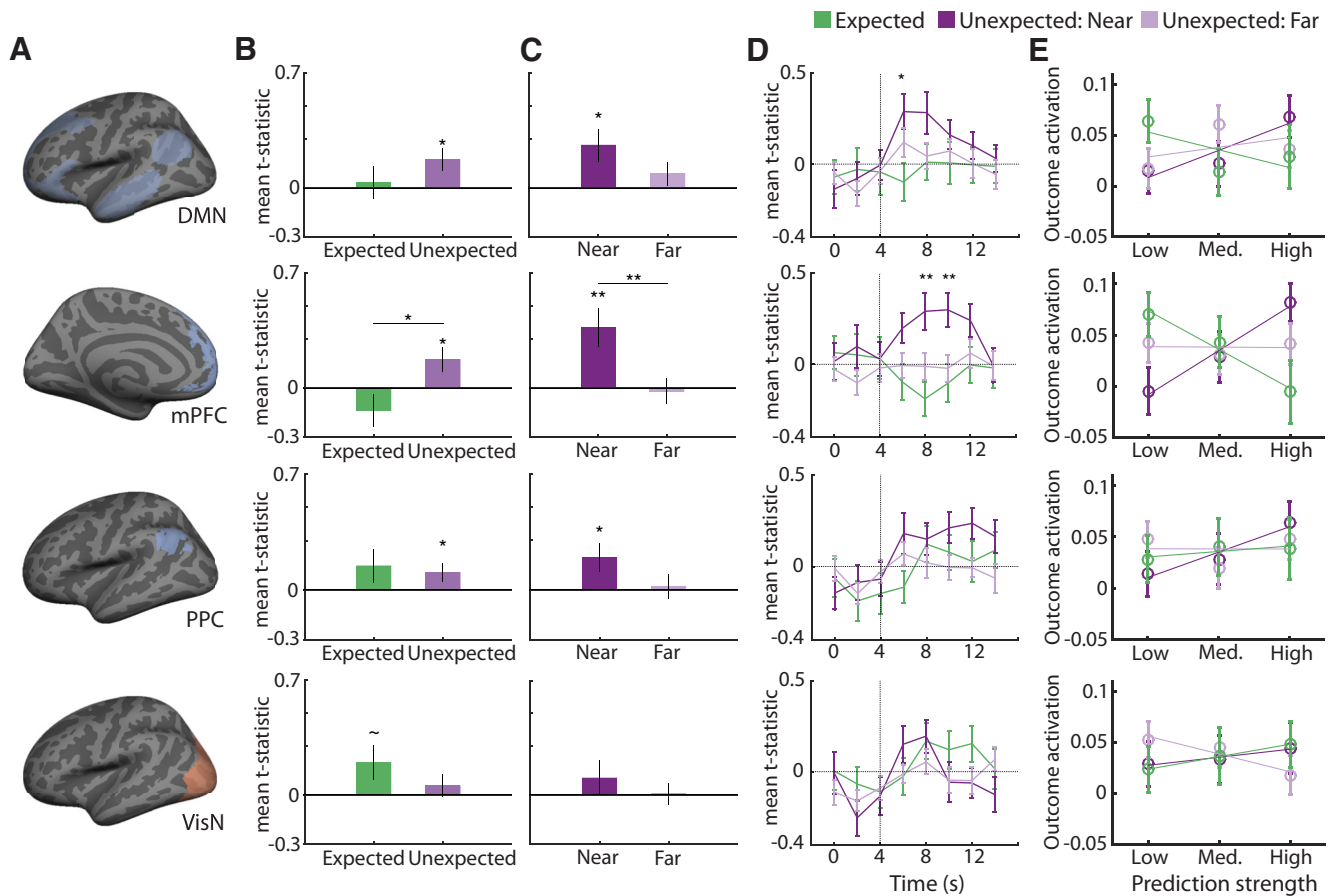 Expected Unexpected: Near Unexpected: Far
A B C D E
DMN
0.7
mean t-statistic
0
-0.3
*
Expected Unexpected
*
Near Far
0.5
mean t-statistic
0
-0.4
*
0 4 8 12
0.1
Outcome activation
0.05
0
-0.05
Low Med. High
mPFC
0.7
mean t-statistic
0
-0.3
*
*
Expected Unexpected
**
**
Near Far
0.5
mean t-statistic
0
-0.4
** **
0 4 8 12
0.1
Outcome activation
0.05
0
-0.05
Low Med. High
PPC
0.7
mean t-statistic
0
-0.3
*
Expected Unexpected
*
Near Far
0.5
mean t-statistic
0
-0.4
0 4 8 12
0.1
Outcome activation
0.05
0
-0.05
Low Med. High
VisN
0.7
mean t-statistic
0
-0.3
~
Expected Unexpected
Near Far
0.5
mean t-statistic
0
-0.4
0 4 8 12
Time (s)
0.1
Outcome activation
0.05
0
-0.05
Low Med. High
Prediction strength